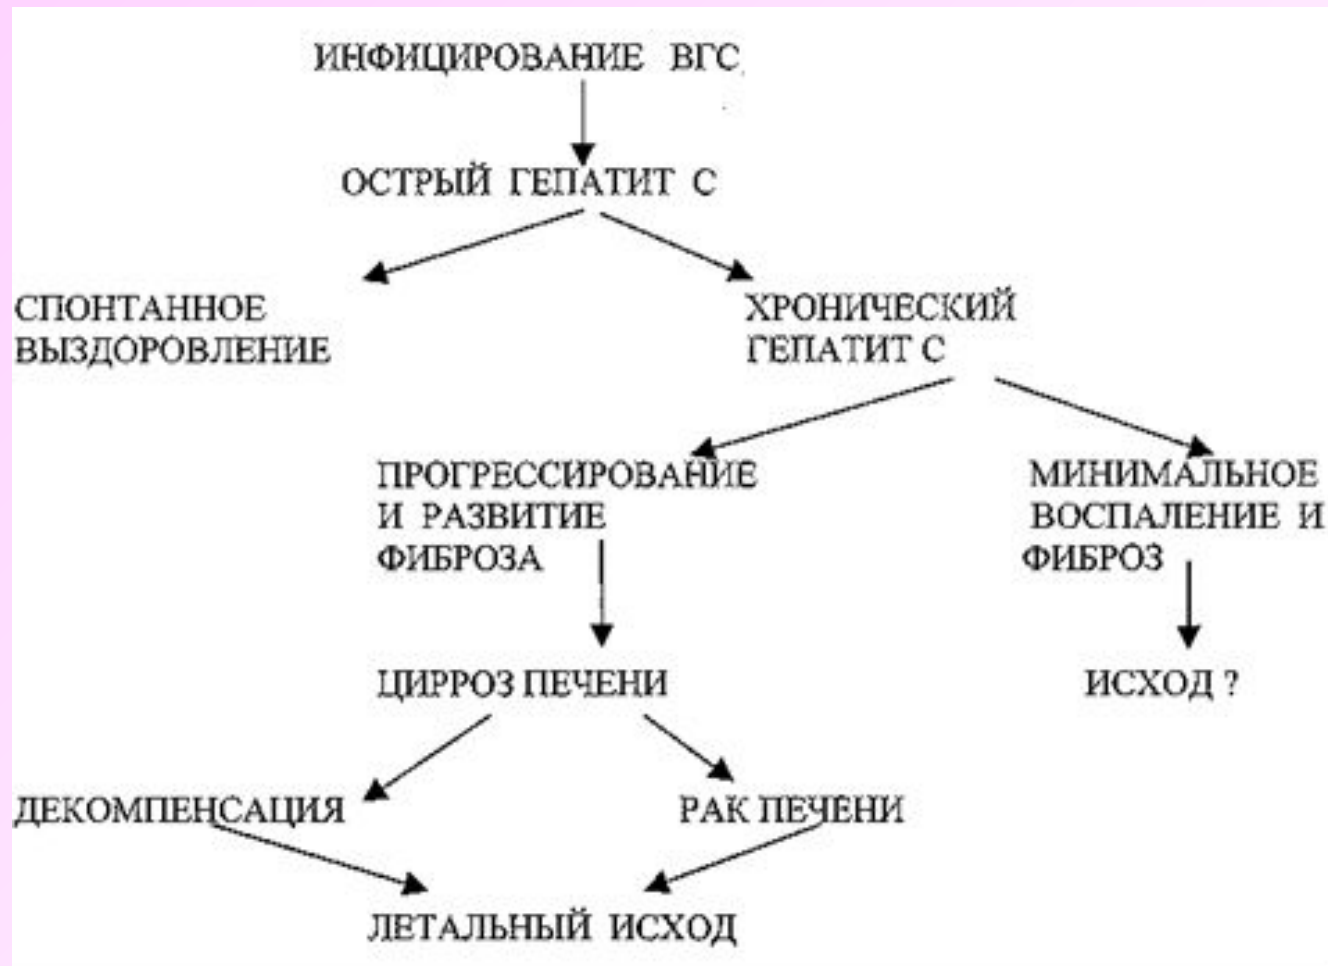 ИНФИЦИРОВАНИЕ ВГС
ОСТРЫЙ ГЕПАТИТ С
СПОНТАННОЕ
ВЫЗДОРОВЛЕНИЕ
ХРОНИЧЕСКИЙ
ГЕПАТИТ С
ПРОГРЕССИРОВАНИЕ
И РАЗВИТИЕ
ФИБРОЗА
МИНИМАЛЬНОЕ
ВОСПАЛЕНИЕ И
ФИБРОЗ
ЦИРРОЗ ПЕЧЕНИ
ИСХОД ?
ДЕКОМПЕНСАЦИЯ
РАК ПЕЧЕНИ
ЛЕТАЛЬНЫЙ ИСХОД